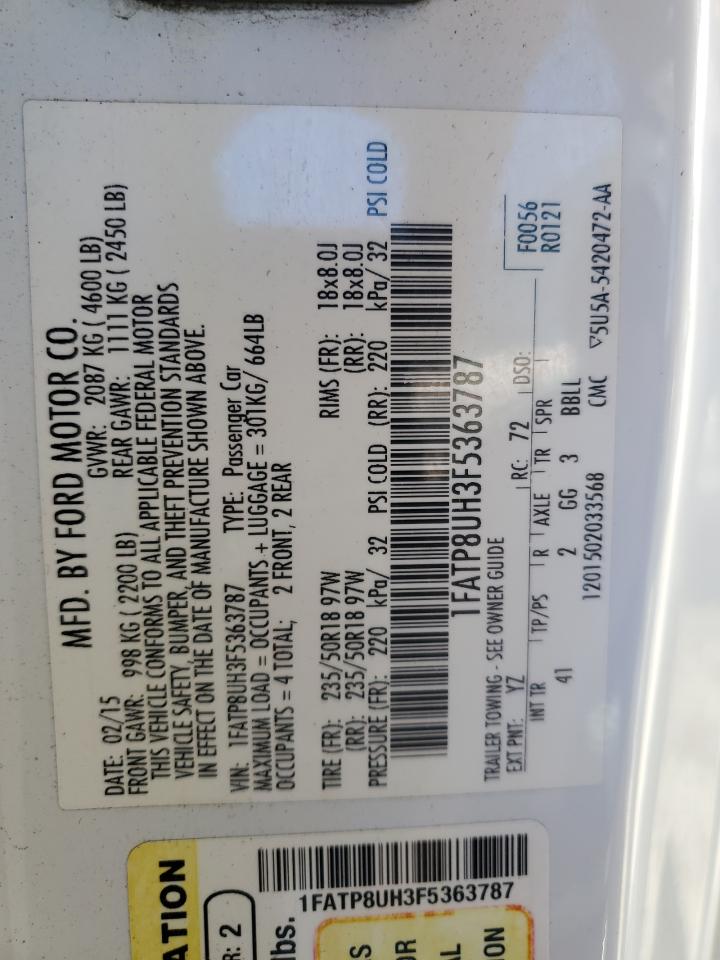 MFD. BY FORD MOTOR CO.
DATE: 02/15 GVWR: 2087 KG ( 4600 LB)
FRONT GAWR: 998 KG ( 2200 LB) REAR GAWR: 1111 KG ( 2450 LB)
THIS VEHICLE CONFORMS TO ALL APPLICABLE FEDERAL MOTOR
VEHICLE SAFETY, BUMPER, AND THEFT PREVENTION STANDARDS
IN EFFECT ON THE DATE OF MANUFACTURE SHOWN ABOVE.
VIN: 1FATP8UH3F5363787 TYPE: Passenger Car
MAXIMUM LOAD = OCCUPANTS + LUGGAGE = 301KG/ 664LB
OCCUPANTS = 4 TOTAL; 2 FRONT, 2 REAR
TIRE (FR): 235/50R18 97W RIMS (FR): 18x8.0J
(RR): 235/50R18 97W (RR): 18x8.0J
PRESSURE (FR): 220 kPa/ 32 PSI COLD (RR): 220 kPa/ 32 PSI COLD
1FATP8UH3F5363787
TRAILER TOWING - SEE OWNER GUIDE
F0056
EXT PNT: YZ RC: 72 DSO: R0121
INT TR TP/PS R AXLE TR SPR
41 2 GG 3 BBLL
1201502033568 CMC ▽5U5A-5420472-AA
ATION
R: 2
lbs.
1FATP8UH3F5363787
S
OR
AL
ION